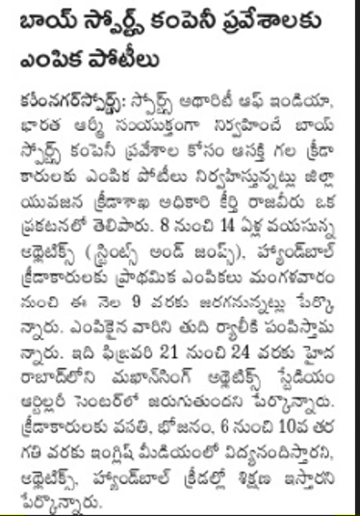 బాయ్ స్పోర్ట్స్ కంపెనీ ప్రవేశాలకు
ఎంపిక పోటీలు
కరీంనగర్‌స్పోర్ట్స్: స్పోర్ట్స్ అథారిటీ ఆఫ్ ఇండియా,
భారత ఆర్మీ సంయుక్తంగా నిర్వహించే బాయ్
స్పోర్ట్స్ కంపెనీ ప్రవేశాల కోసం ఆసక్తి గల క్రీడా
కారులకు ఎంపిక పోటీలు నిర్వహిస్తున్నట్లు జిల్లా
యువజన క్రీడాశాఖ అధికారి కీర్తి రాజవీరు ఒక
ప్రకటనలో తెలిపారు. 8 నుంచి 14 ఏళ్ల వయసున్న
అథ్లెటిక్స్ (స్ప్రింట్స్ అండ్ జంప్స్), హ్యాండ్‌బాల్
క్రీడాకారులకు ప్రాథమిక ఎంపికలు మంగళవారం
నుంచి ఈ నెల 9 వరకు జరగనున్నట్లు పేర్కొ
న్నారు. ఎంపికైన వారిని తుది ర్యాలీకి పంపిస్తామ
న్నారు. ఇది ఫిబ్రవరి 21 నుంచి 24 వరకు హైద
రాబాద్‌లోని మఖాన్‌సింగ్ అథ్లెటిక్స్ స్టేడియం
ఆర్టిల్లరీ సెంటర్‌లో జరుగుతుందని పేర్కొన్నారు.
క్రీడాకారులకు వసతి, భోజనం, 6 నుంచి 10వ తర
గతి వరకు ఇంగ్లిష్ మీడియంలో విద్యనందిస్తారని,
అథ్లెటిక్స్, హ్యాండ్‌బాల్ క్రీడల్లో శిక్షణ ఇస్తారని
పేర్కొన్నారు.